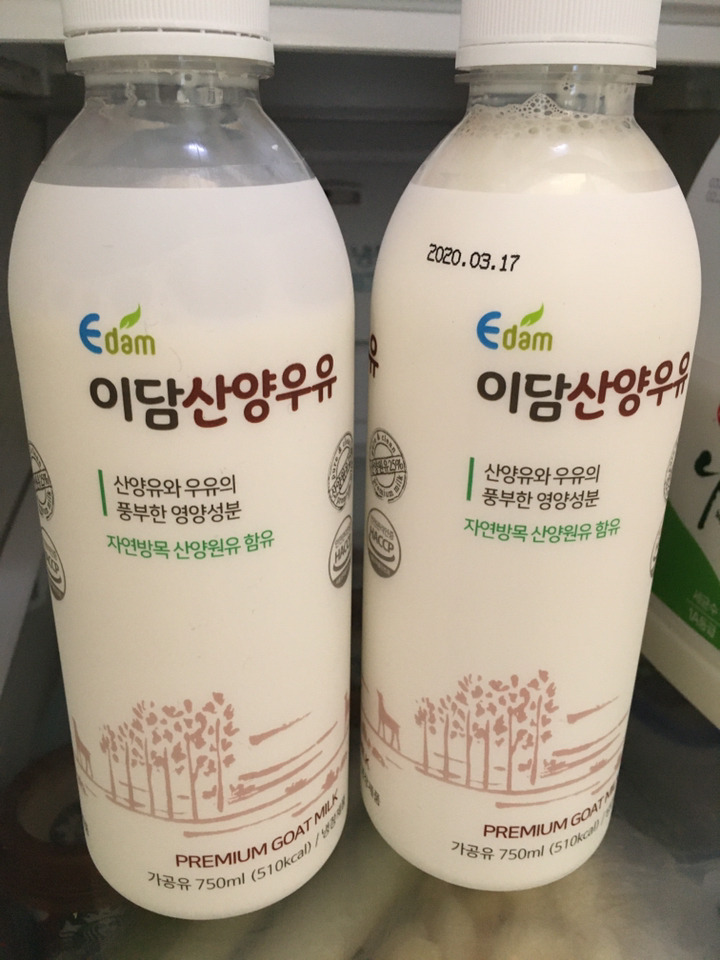 Edam
이담산양우유
산양유와 우유의
풍부한 영양성분
자연방목 산양원유 함유
HACCP
PREMIUM GOAT MILK
가공유 750ml (510kcal) /
2020.03.17
Edam
이담산양우유
산양유와 우유의
풍부한 영양성분
자연방목 산양원유 함유
HACCP
PREMIUM GOAT MILK
가공유 750ml (510kcal)